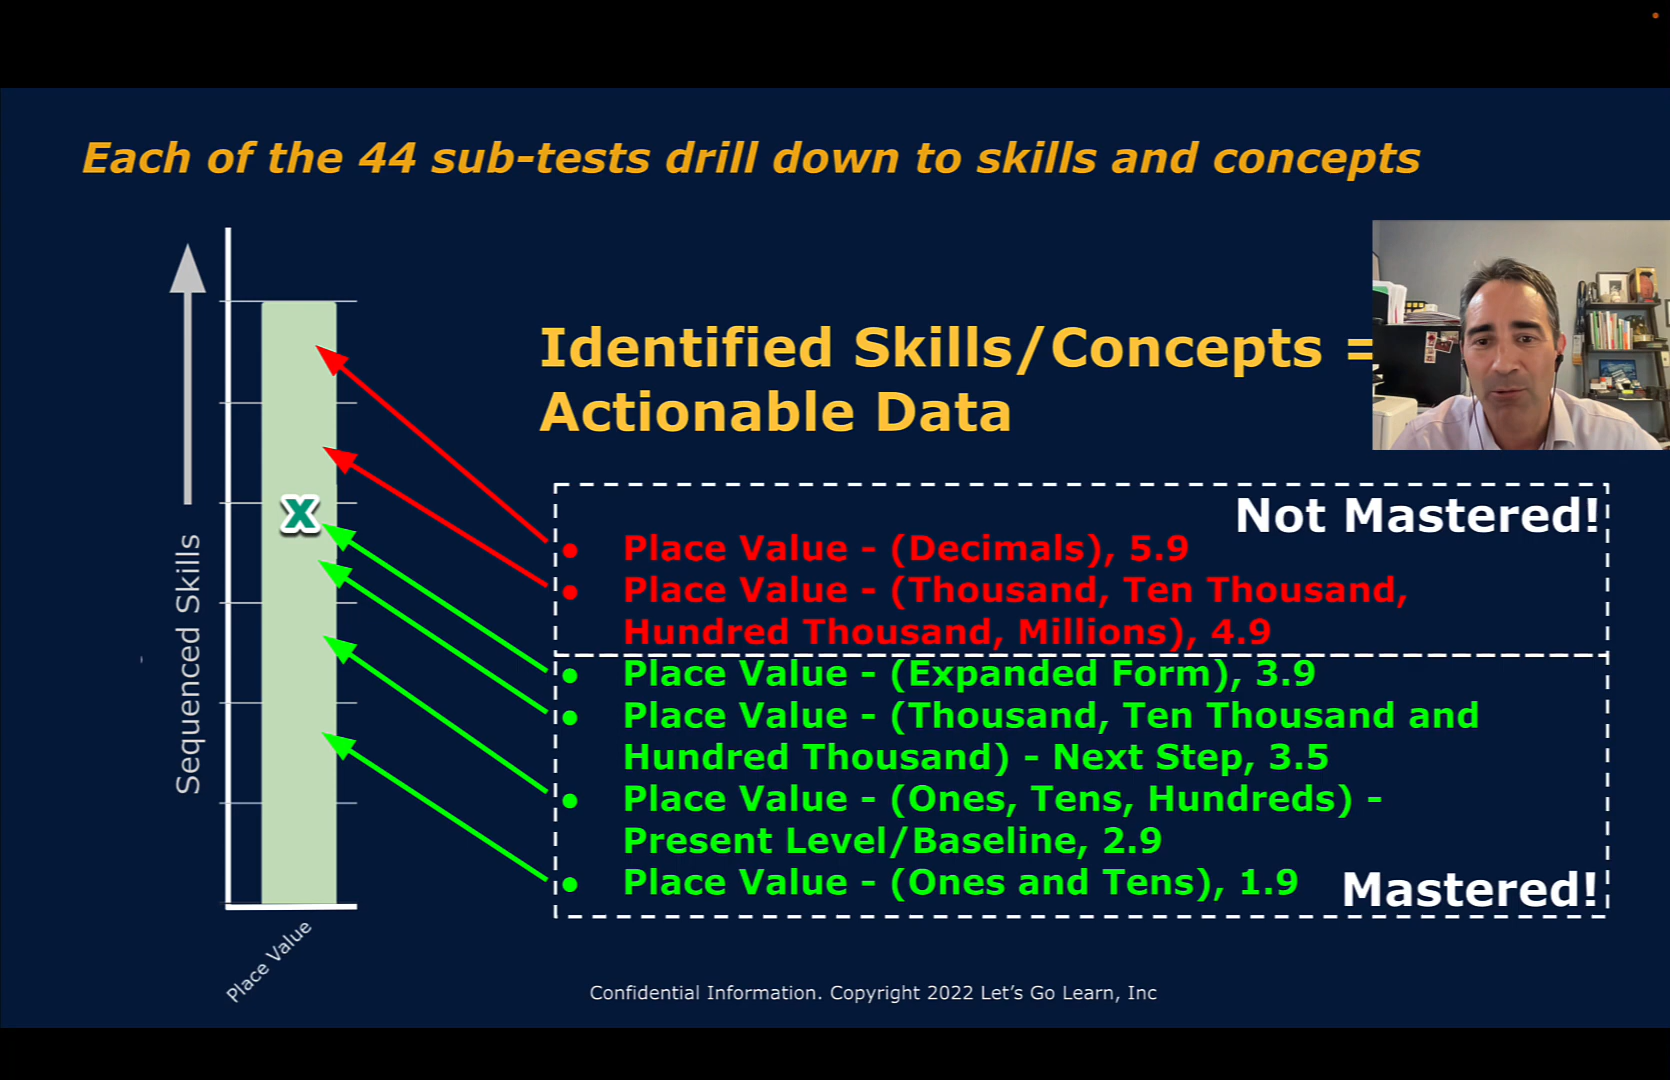 Each of the 44 sub-tests drill down to skills and concepts
Identified Skills/Concepts =
Actionable Data
Not Mastered!
● Place Value - (Decimals), 5.9
● Place Value - (Thousand, Ten Thousand,
Hundred Thousand, Millions), 4.9
● Place Value - (Expanded Form), 3.9
● Place Value - (Thousand, Ten Thousand and
Hundred Thousand) - Next Step, 3.5
● Place Value - (Ones, Tens, Hundreds) -
Present Level/Baseline, 2.9
● Place Value - (Ones and Tens), 1.9
Mastered!
Sequenced Skills
X
Place Value
Confidential Information. Copyright 2022 Let’s Go Learn, Inc